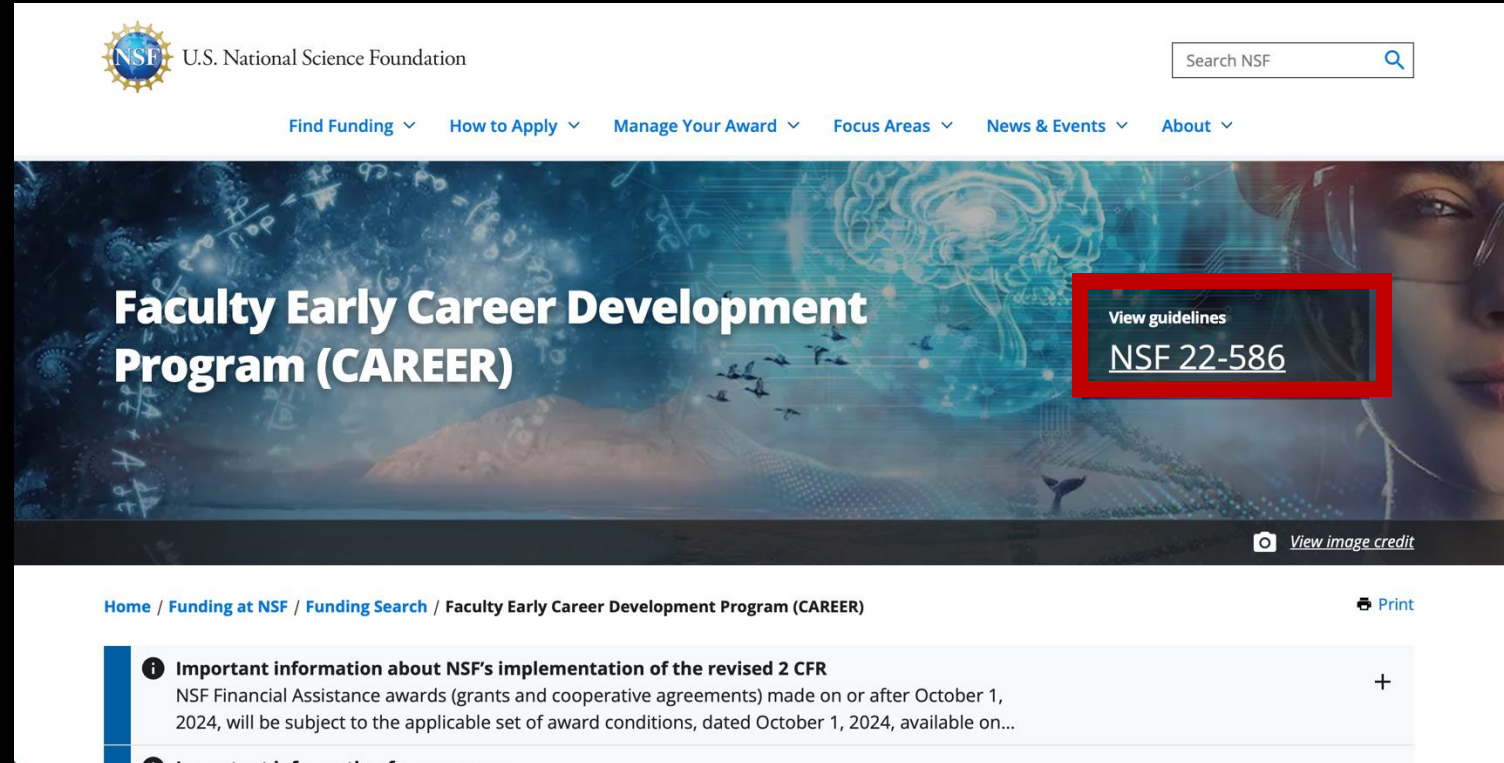 NSF U.S. National Science Foundation
Search NSF
Find Funding How to Apply Manage Your Award Focus Areas News & Events About
Faculty Early Career Development
Program (CAREER)
View guidelines
NSF 22-586
View image credit
Home / Funding at NSF / Funding Search / Faculty Early Career Development Program (CAREER)
Print
Important information about NSF's implementation of the revised 2 CFR
NSF Financial Assistance awards (grants and cooperative agreements) made on or after October 1,
2024, will be subject to the applicable set of award conditions, dated October 1, 2024, available on...